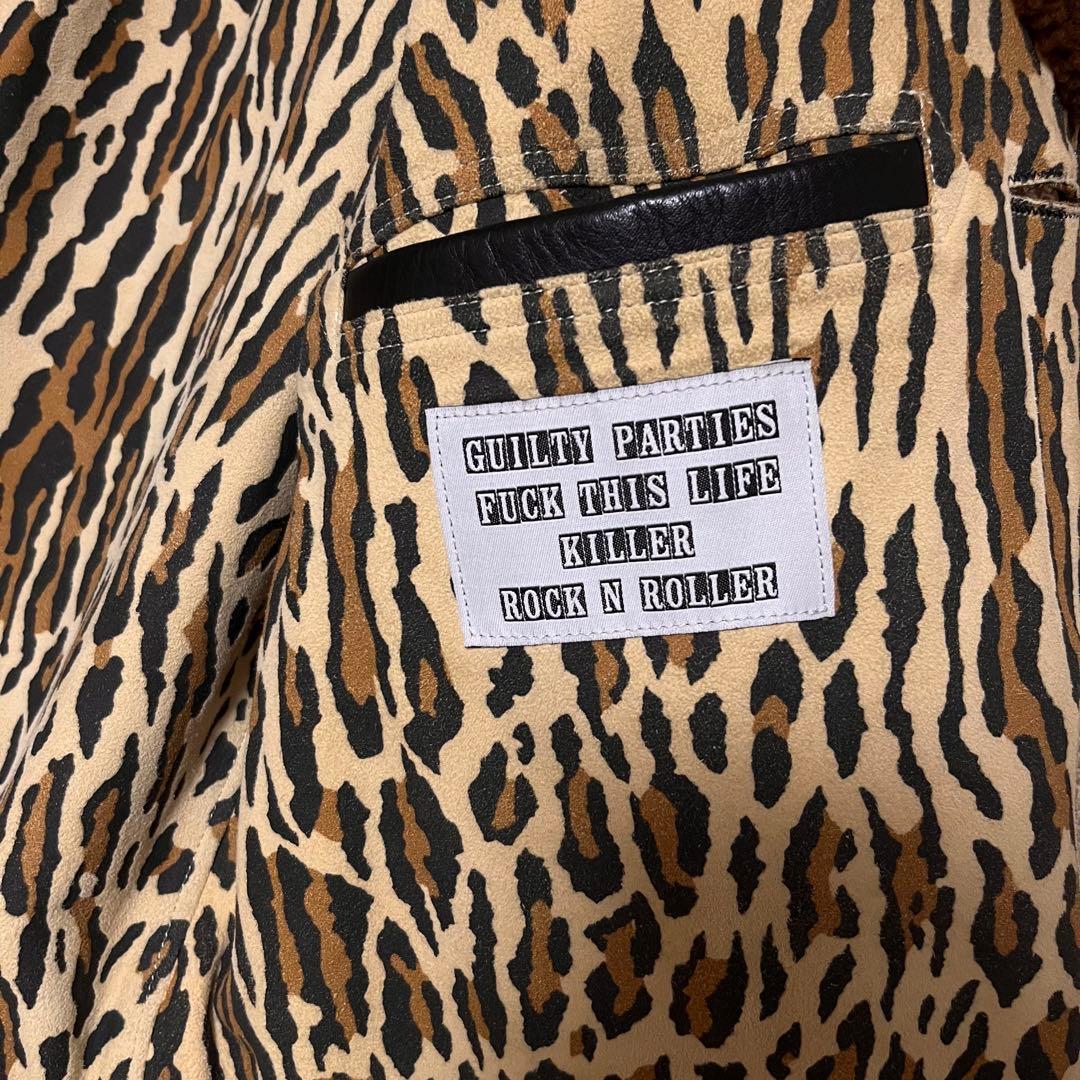 GUILTY PARTIES
FUCK THIS LIFE
KILLER
ROCK N ROLLER